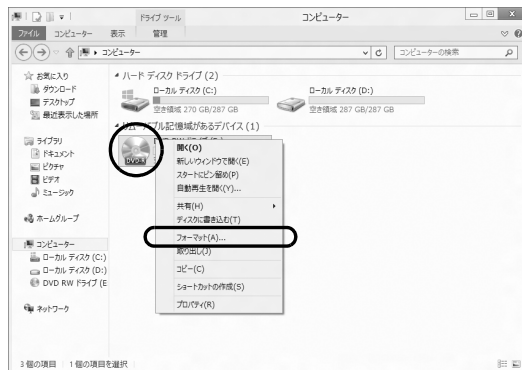 ドライブ ツール
コンピューター
ファイル コンピューター 表示 管理
コンピューター
コンピューターの検索
お気に入り
ダウンロード
デスクトップ
最近表示した場所
ライブラリ
ドキュメント
ピクチャ
ビデオ
ミュージック
ホームグループ
コンピューター
ローカル ディスク (C:)
ローカル ディスク (D:)
DVD RW ドライブ (E
ネットワーク
ハード ディスク ドライブ (2)
ローカル ディスク (C:)
空き領域 270 GB/287 GB
ローカル ディスク (D:)
空き領域 287 GB/287 GB
リムーバブル記憶域があるデバイス (1)
DVD-R
開く(O)
新しいウィンドウで開く(E)
スタートにピン留め(P)
自動再生を開く(Y)...
共有(H)
ディスクに書き込む(T)
フォーマット(A)...
取り出し(J)
コピー(C)
ショートカットの作成(S)
プロパティ(R)
3 個の項目 1 個の項目を選択